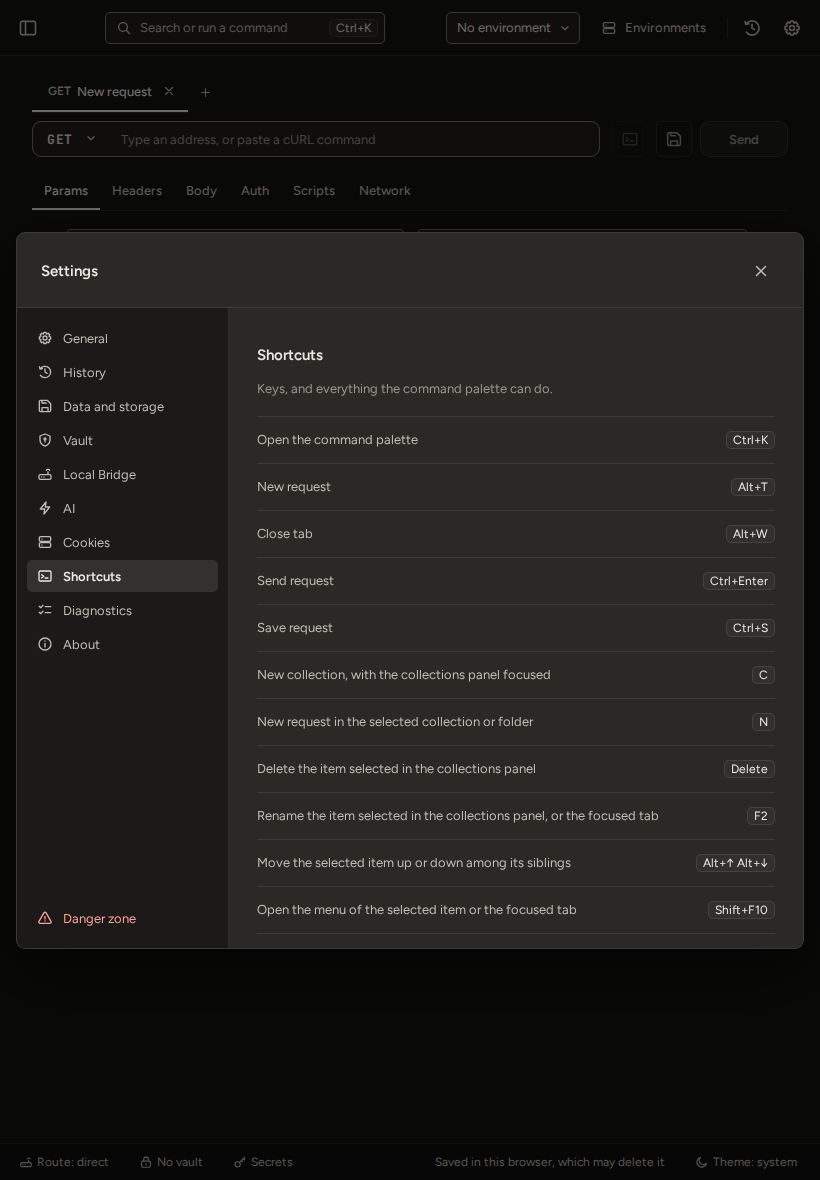 Search or run a command Ctrl+K No environment Environments
GET New request
GET Type an address, or paste a cURL command Send
Params Headers Body Auth Scripts Network
Settings
General
History
Data and storage
Vault
Local Bridge
AI
Cookies
Shortcuts
Diagnostics
About
Danger zone
Shortcuts
Keys, and everything the command palette can do.
Open the command palette Ctrl+K
New request Alt+T
Close tab Alt+W
Send request Ctrl+Enter
Save request Ctrl+S
New collection, with the collections panel focused C
New request in the selected collection or folder N
Delete the item selected in the collections panel Delete
Rename the item selected in the collections panel, or the focused tab F2
Move the selected item up or down among its siblings Alt+↑ Alt+↓
Open the menu of the selected item or the focused tab Shift+F10
Route: direct No vault Secrets Saved in this browser, which may delete it Theme: system